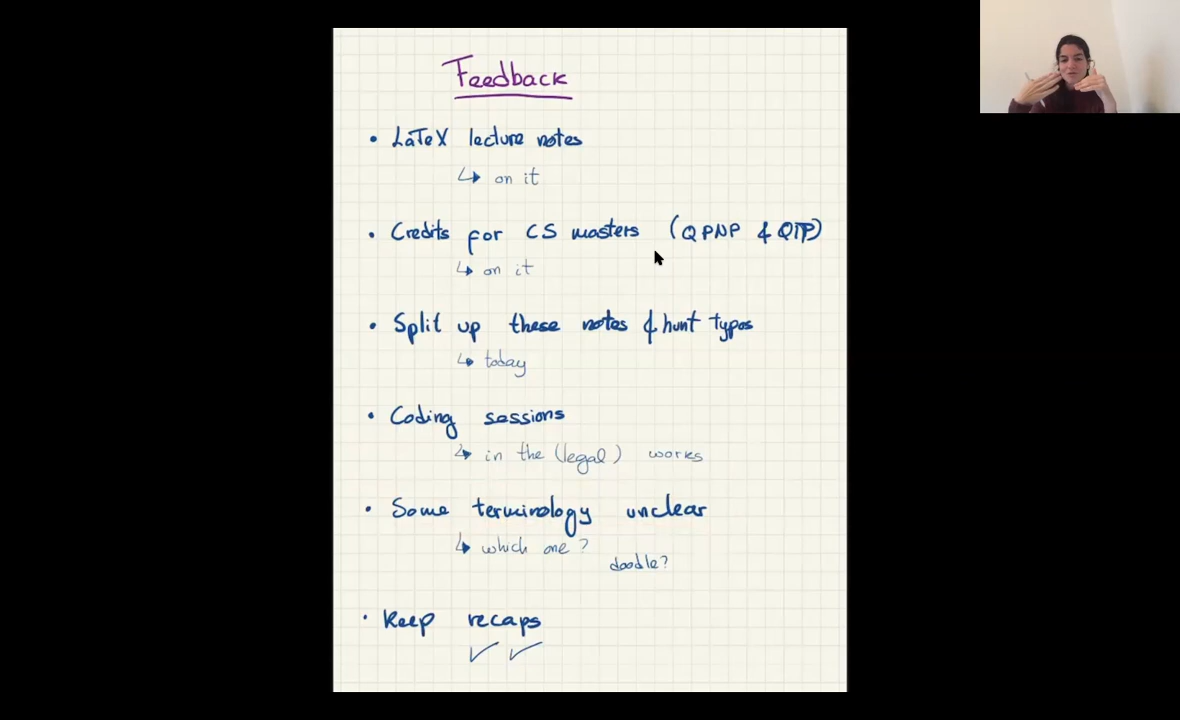 Feedback
• LaTeX lecture notes
↳ on it
• Credits for CS masters (QPNP & QIP)
↳ on it
• Split up these notes & hunt typos
↳ today
• Coding sessions
↳ in the (legal) works
• Some terminology unclear
↳ which one?
doodle?
• Keep recaps
✓ ✓